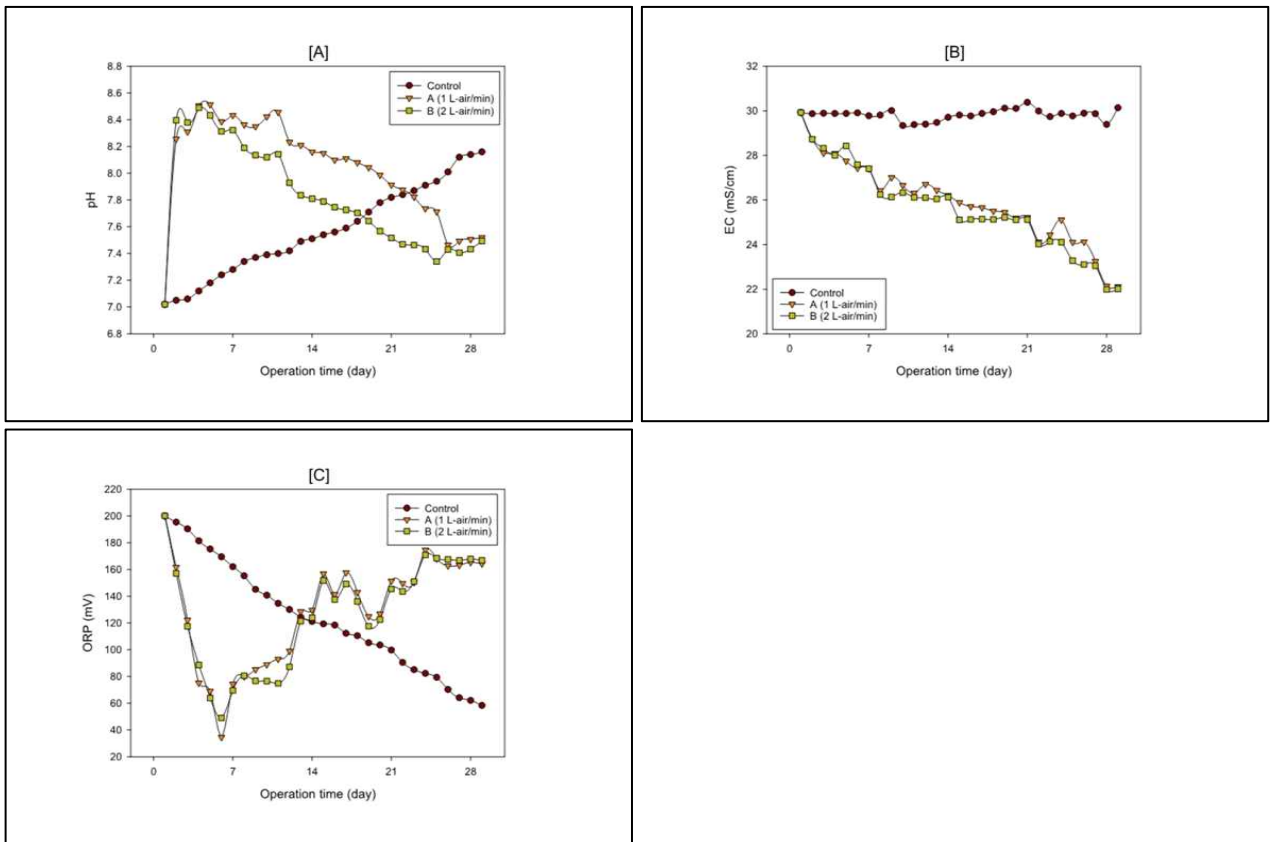 [A]
8.8
8.6
8.4
8.2
8.0
7.8
7.6
7.4
7.2
7.0
6.8
pH
Control
A (1 L-air/min)
B (2 L-air/min)
0 7 14 21 28
Operation time (day)
[B]
32
30
28
26
24
22
20
EC (mS/cm)
Control
A (1 L-air/min)
B (2 L-air/min)
0 7 14 21 28
Operation time (day)
[C]
220
200
180
160
140
120
100
80
60
40
20
ORP (mV)
Control
A (1 L-air/min)
B (2 L-air/min)
0 7 14 21 28
Operation time (day)